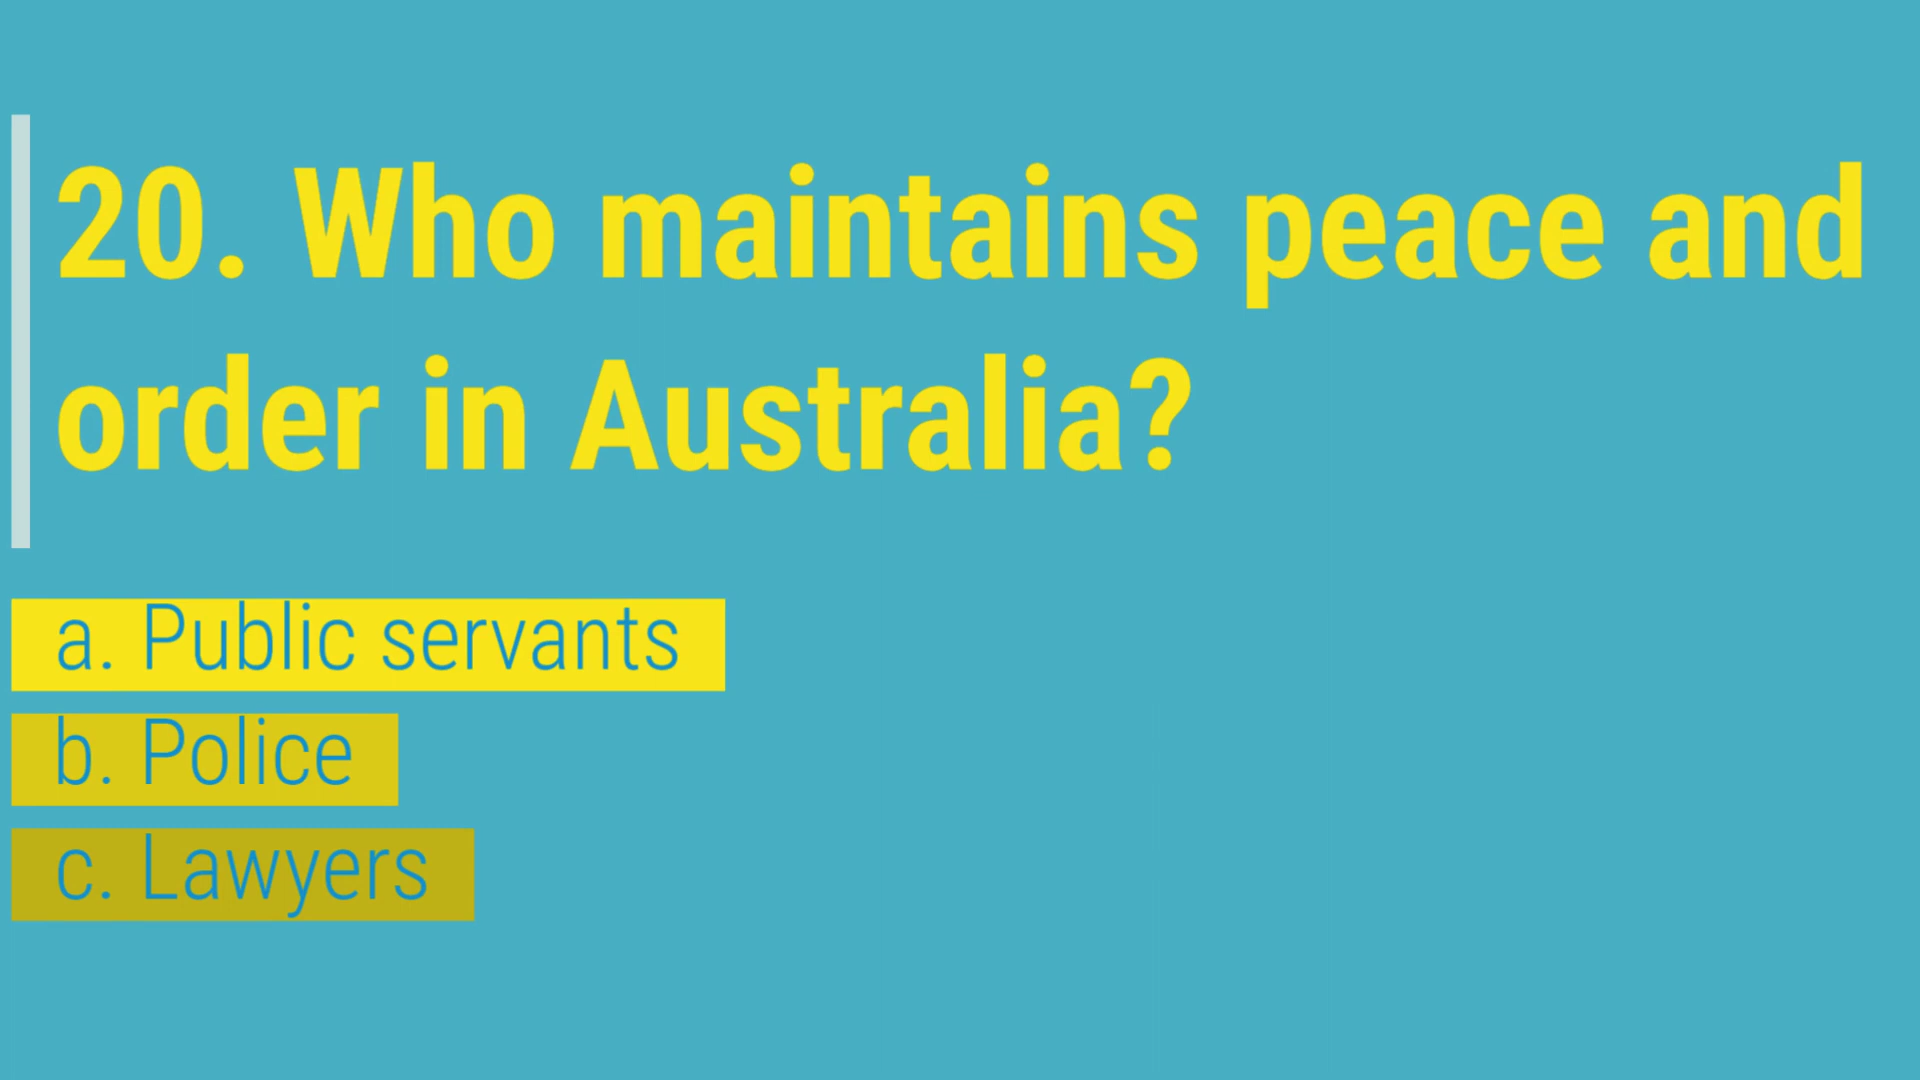 20. Who maintains peace and
order in Australia?
a. Public servants
b. Police
c. Lawyers